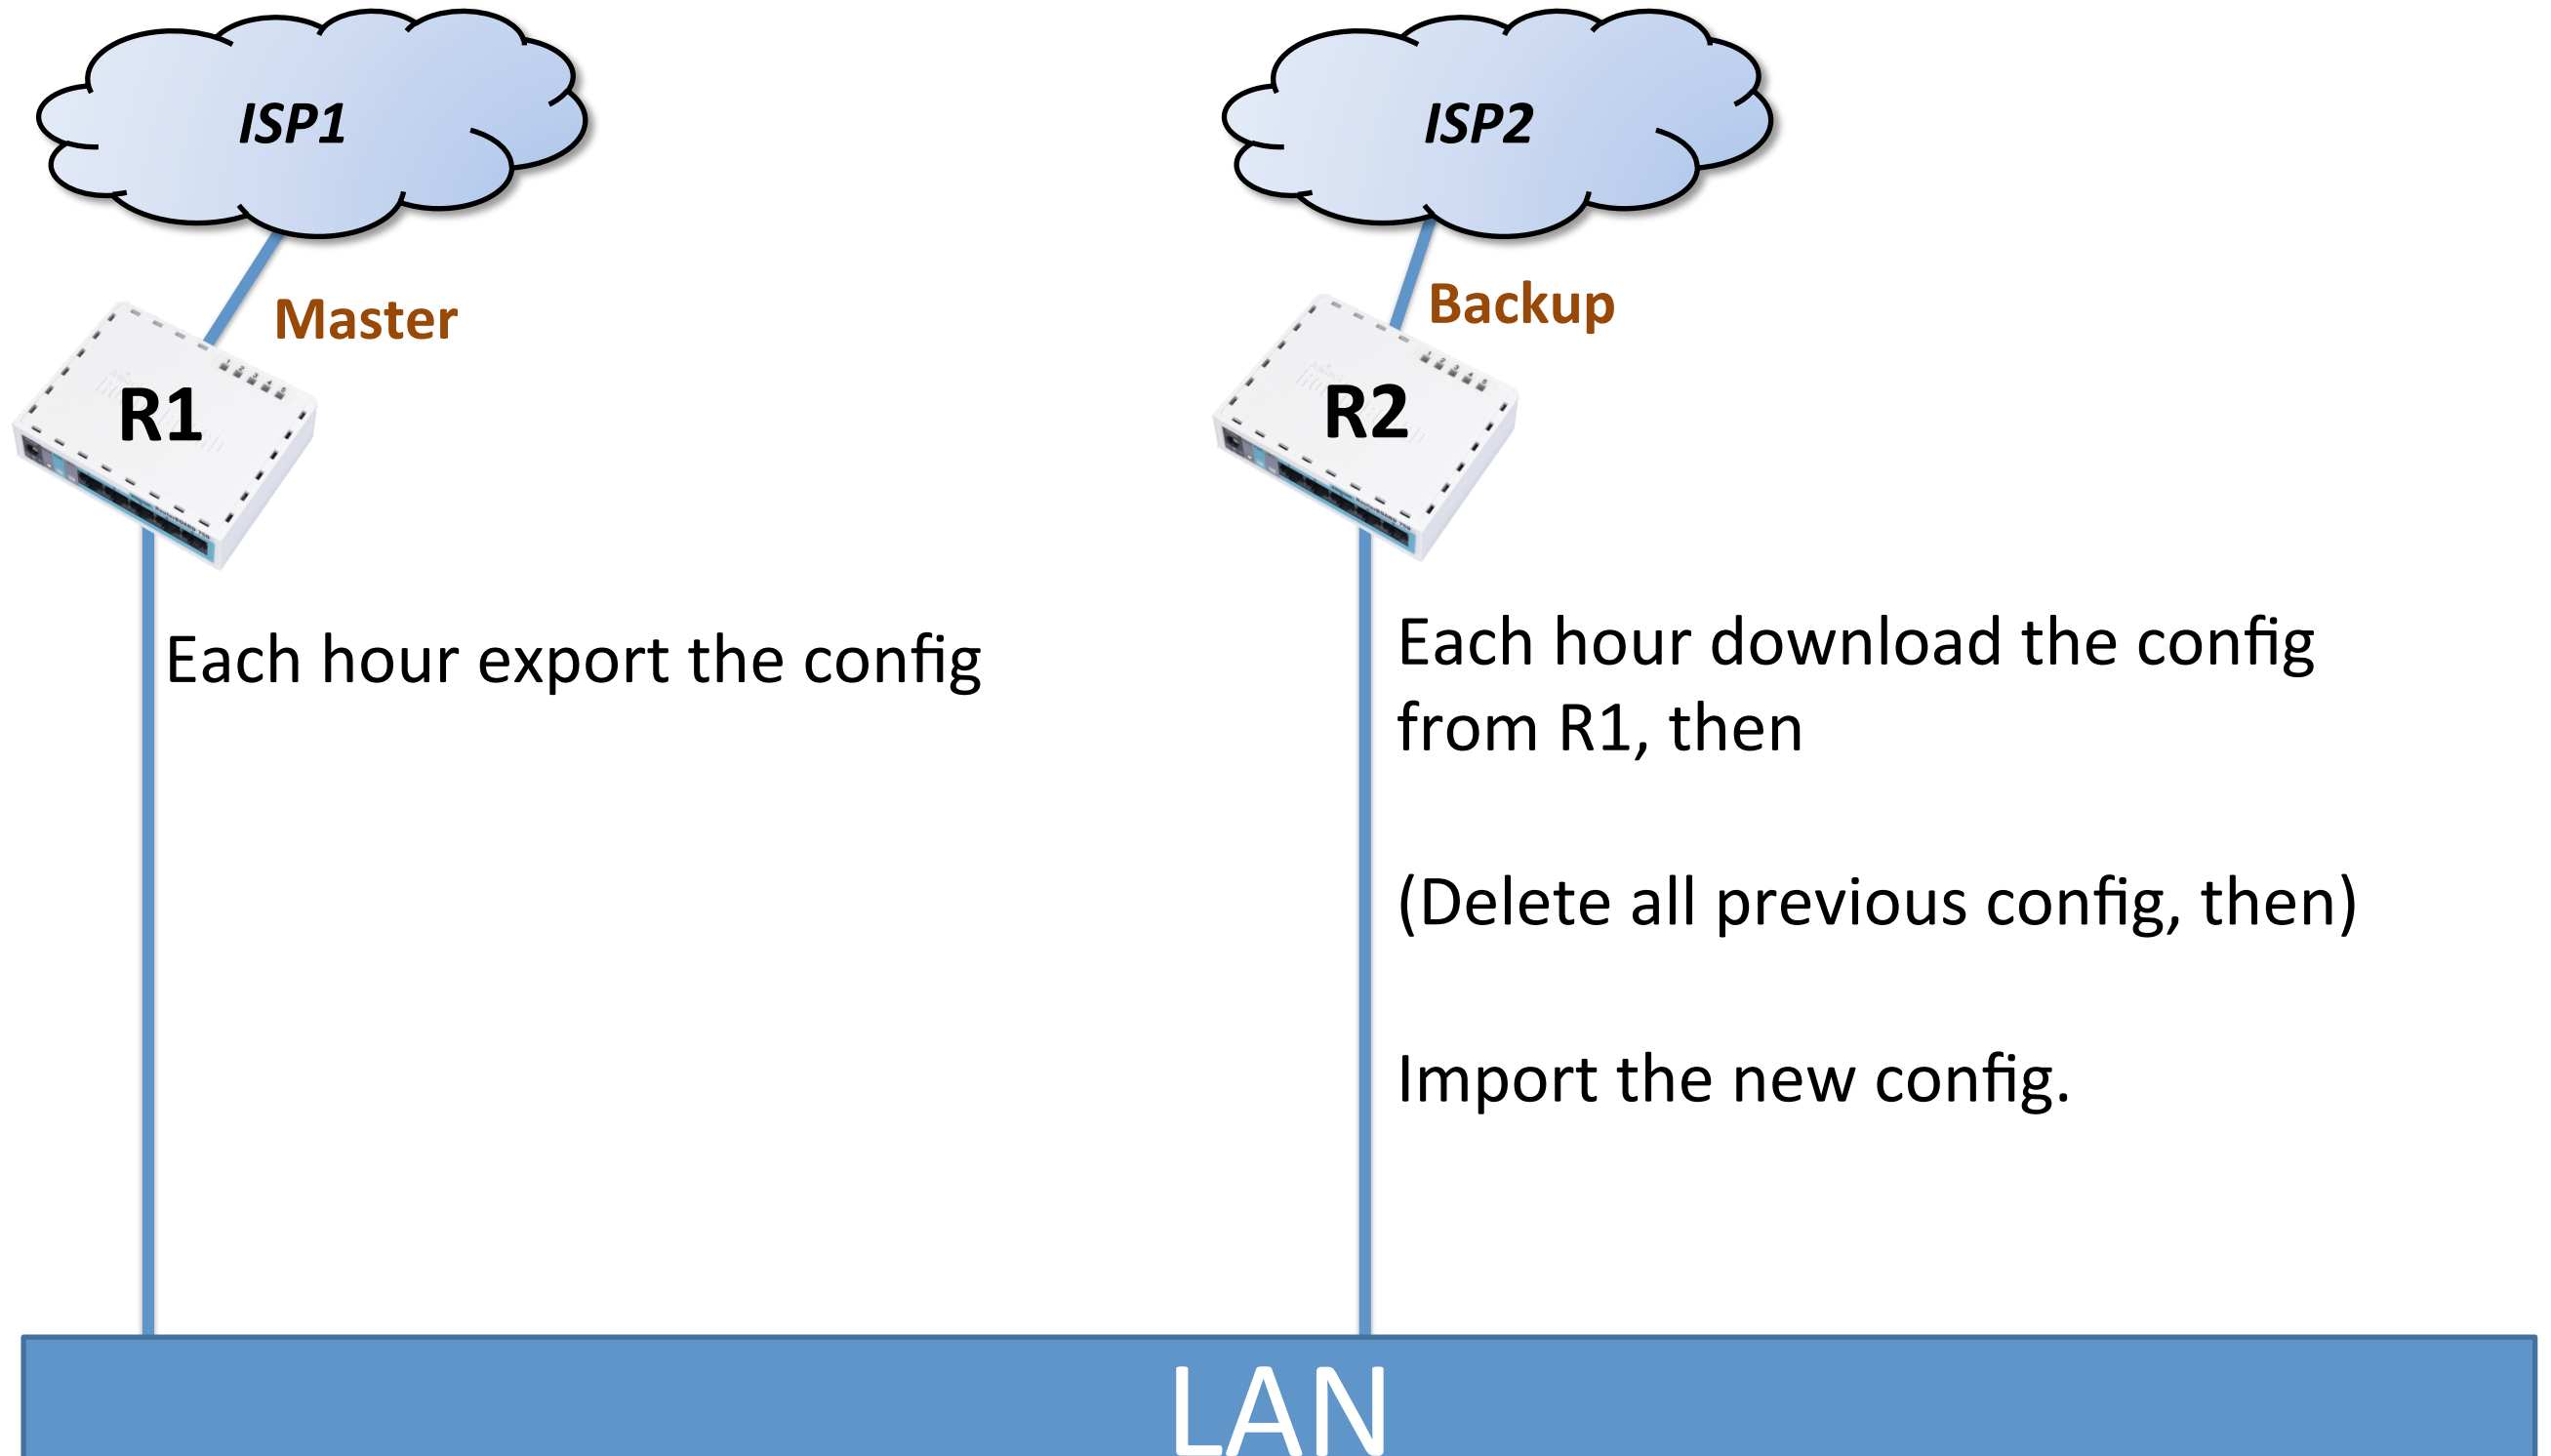 ISP1
ISP2
Master
Backup
R1
R2
Each hour export the config
Each hour download the config
from R1, then
(Delete all previous config, then)
Import the new config.
LAN